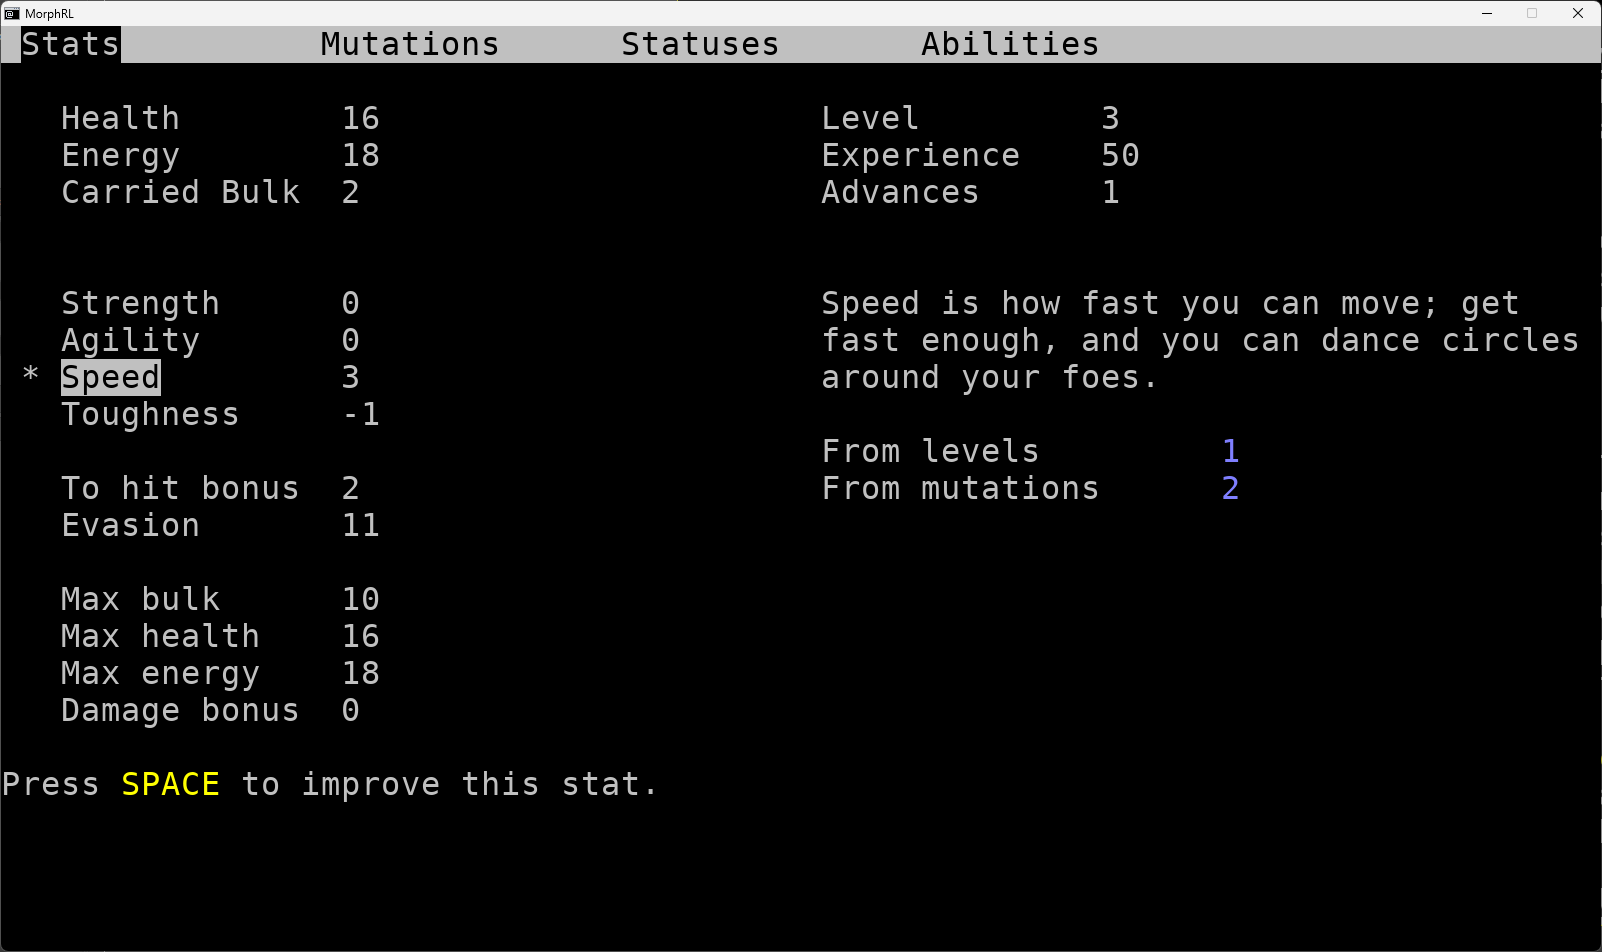 MorphRL
Stats Mutations Statuses Abilities
Health 16 Level 3
Energy 18 Experience 50
Carried Bulk 2 Advances 1
Strength 0 Speed is how fast you can move; get
Agility 0 fast enough, and you can dance circles
* Speed 3 around your foes.
Toughness -1
From levels 1
To hit bonus 2 From mutations 2
Evasion 11
Max bulk 10
Max health 16
Max energy 18
Damage bonus 0
Press SPACE to improve this stat.